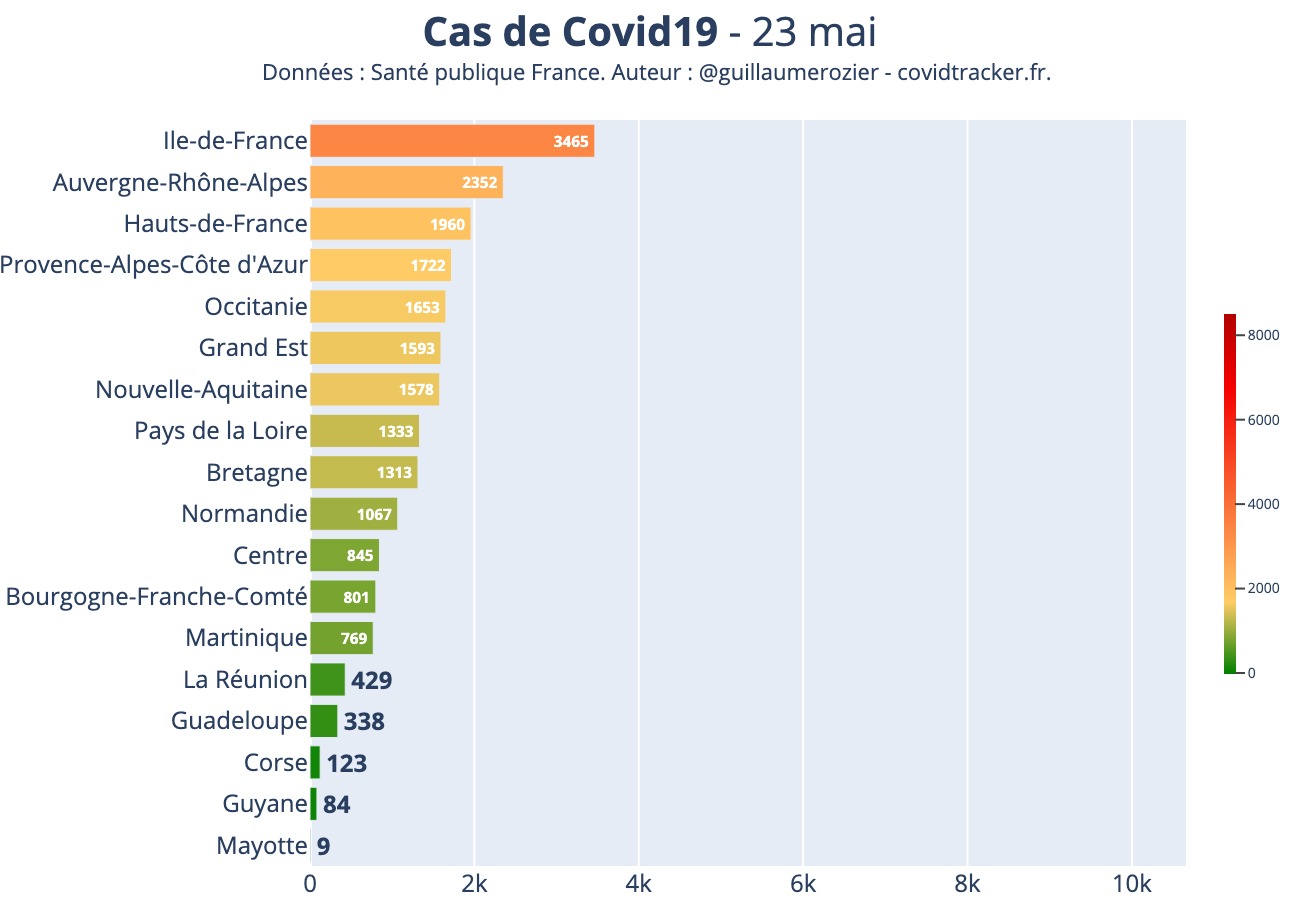 Cas de Covid19 - 23 mai
Données : Santé publique France. Auteur : @guillaumerozier - covidtracker.fr.
Ile-de-France 3465
Auvergne-Rhône-Alpes 2352
Hauts-de-France 1960
Provence-Alpes-Côte d'Azur 1722
Occitanie 1653
Grand Est 1593
Nouvelle-Aquitaine 1578
Pays de la Loire 1333
Bretagne 1313
Normandie 1067
Centre 845
Bourgogne-Franche-Comté 801
Martinique 769
La Réunion 429
Guadeloupe 338
Corse 123
Guyane 84
Mayotte 9
0 2k 4k 6k 8k 10k
8000
6000
4000
2000
0